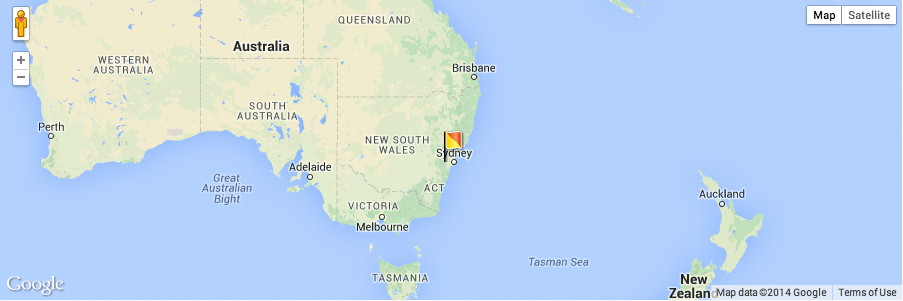 QUEENSLAND
Map
Satellite
Australia
WESTERN
AUSTRALIA
Brisbane
+
−
SOUTH
AUSTRALIA
Perth
NEW SOUTH
WALES
Sydney
Adelaide
Great
Australian
Bight
ACT
Auckland
VICTORIA
Melbourne
Tasman Sea
TASMANIA
New
Zealand
Google
Map data ©2014 Google
Terms of Use